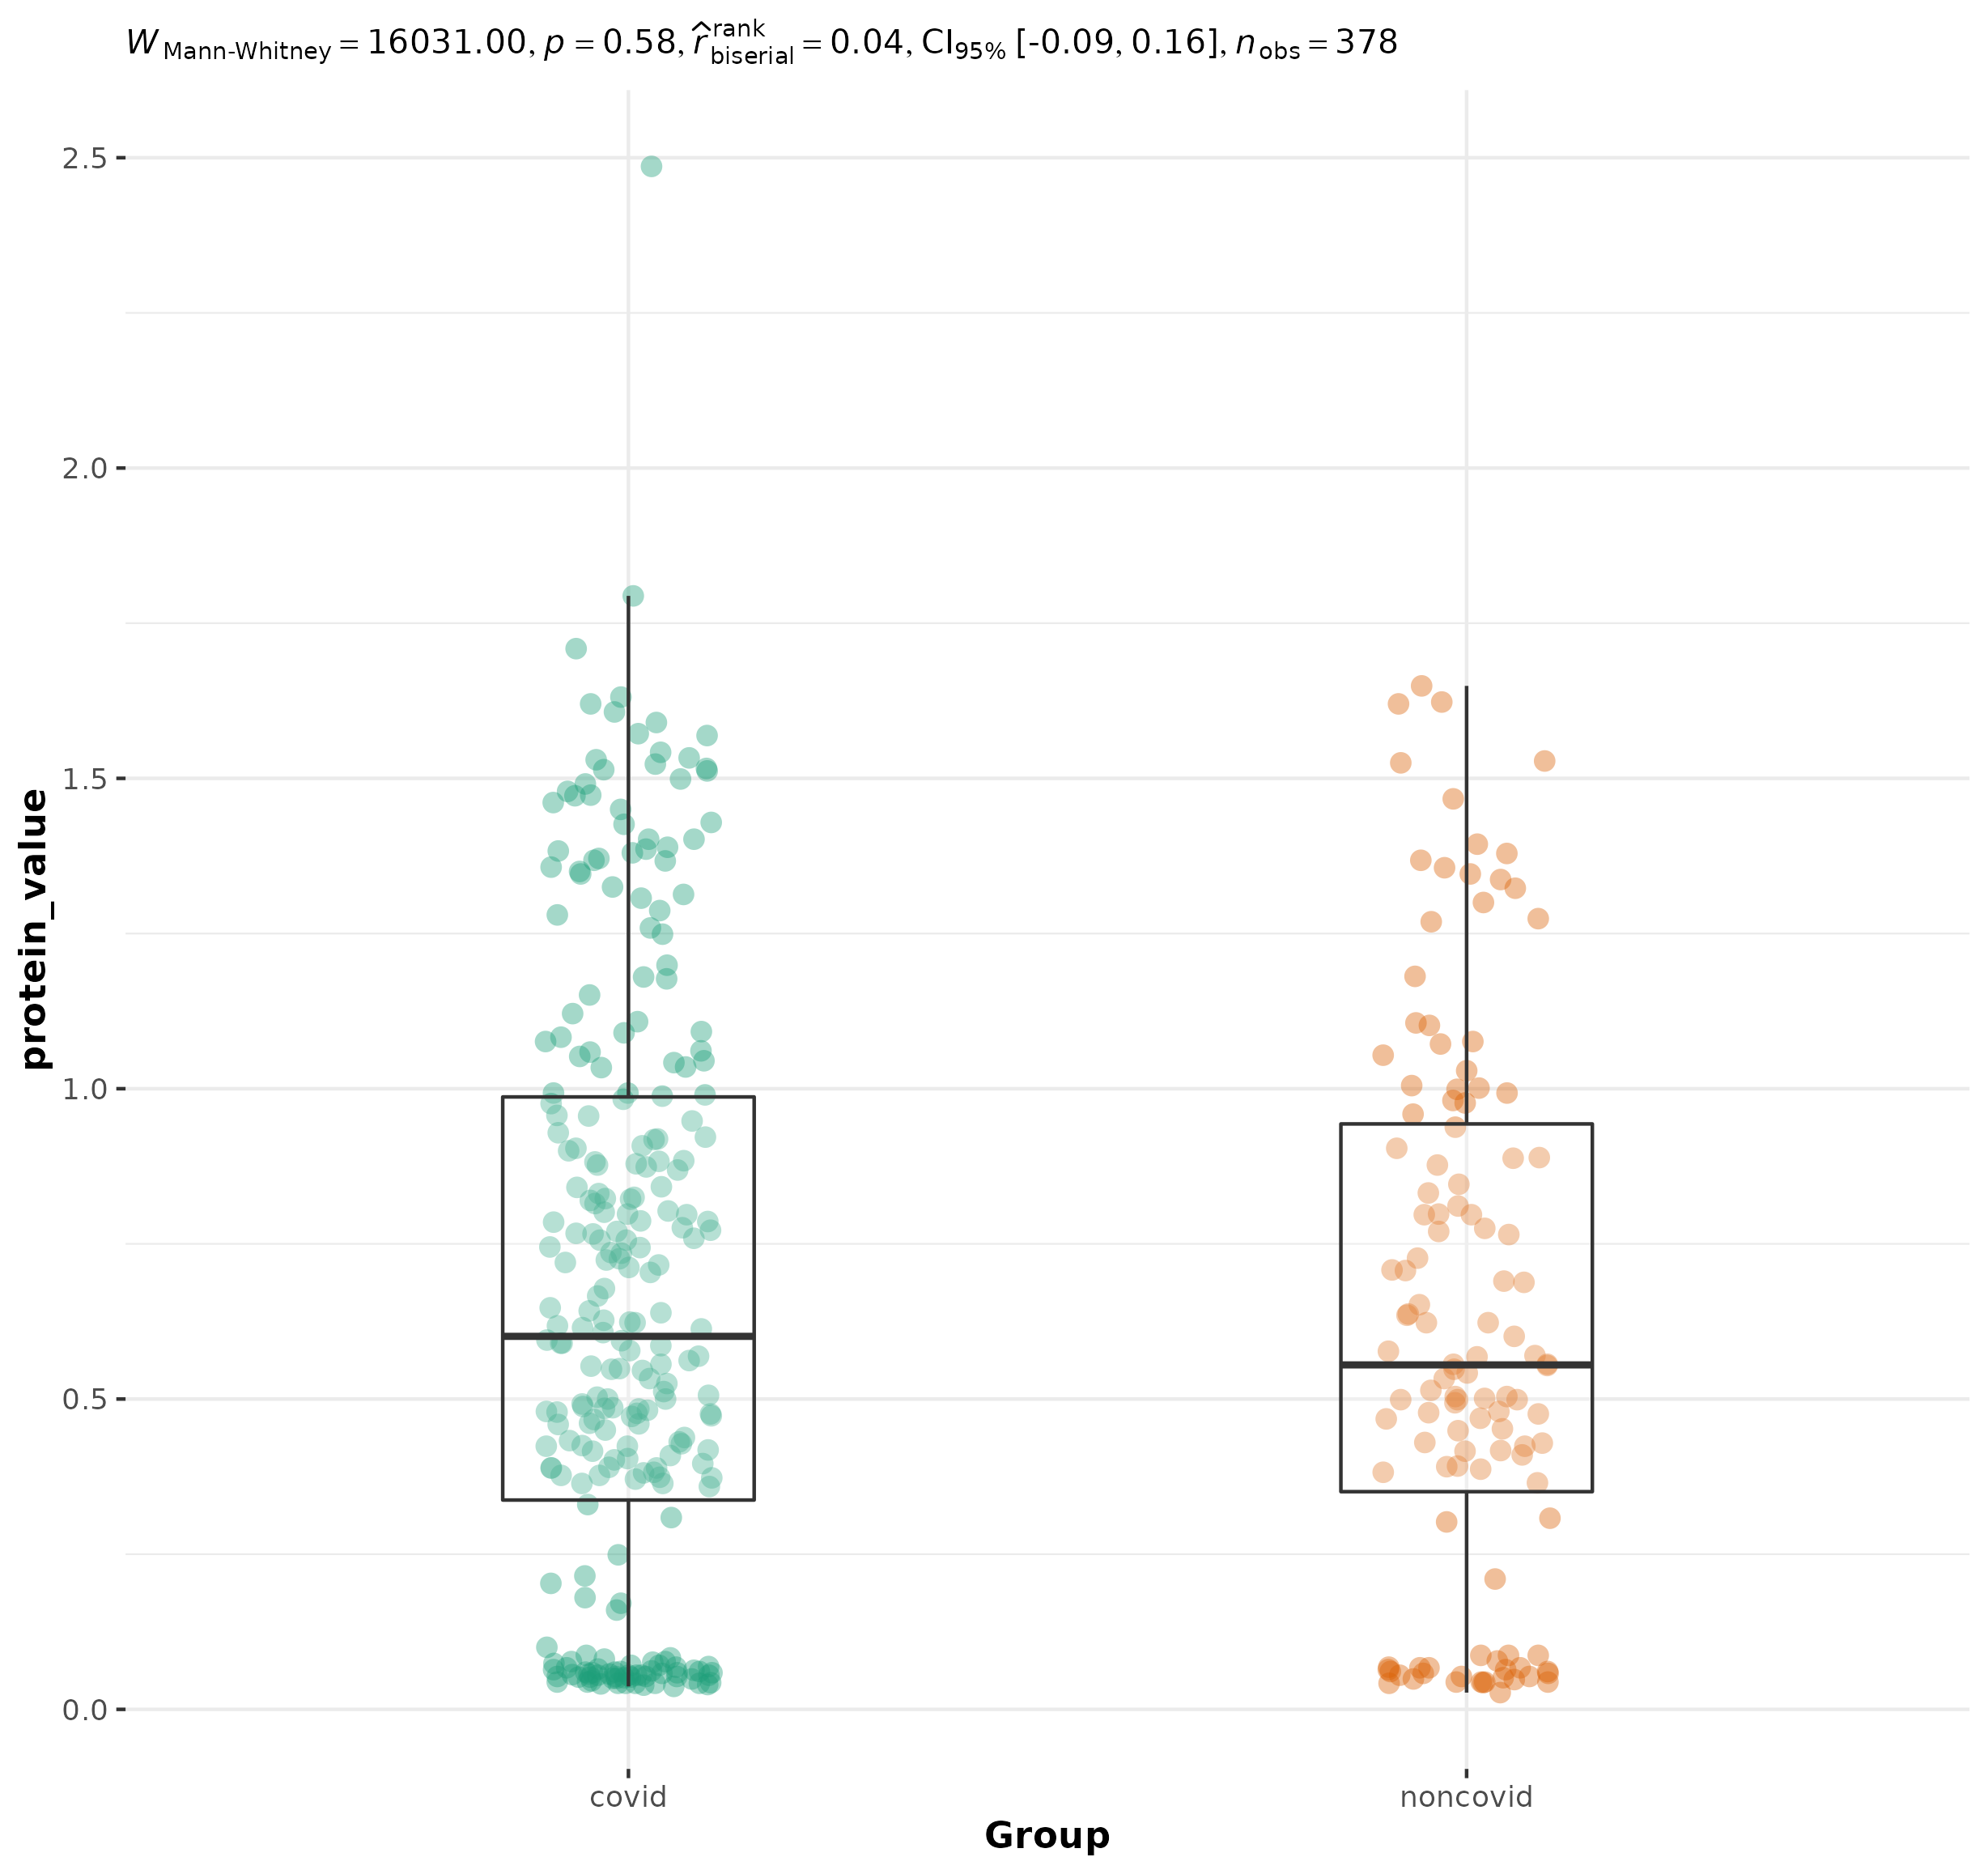 W Mann-Whitney = 16031.00, p = 0.58, r̂ rank biserial = 0.04, CI95% [-0.09, 0.16], nobs = 378
2.5
2.0
1.5
1.0
0.5
0.0
protein_value
covid noncovid
Group